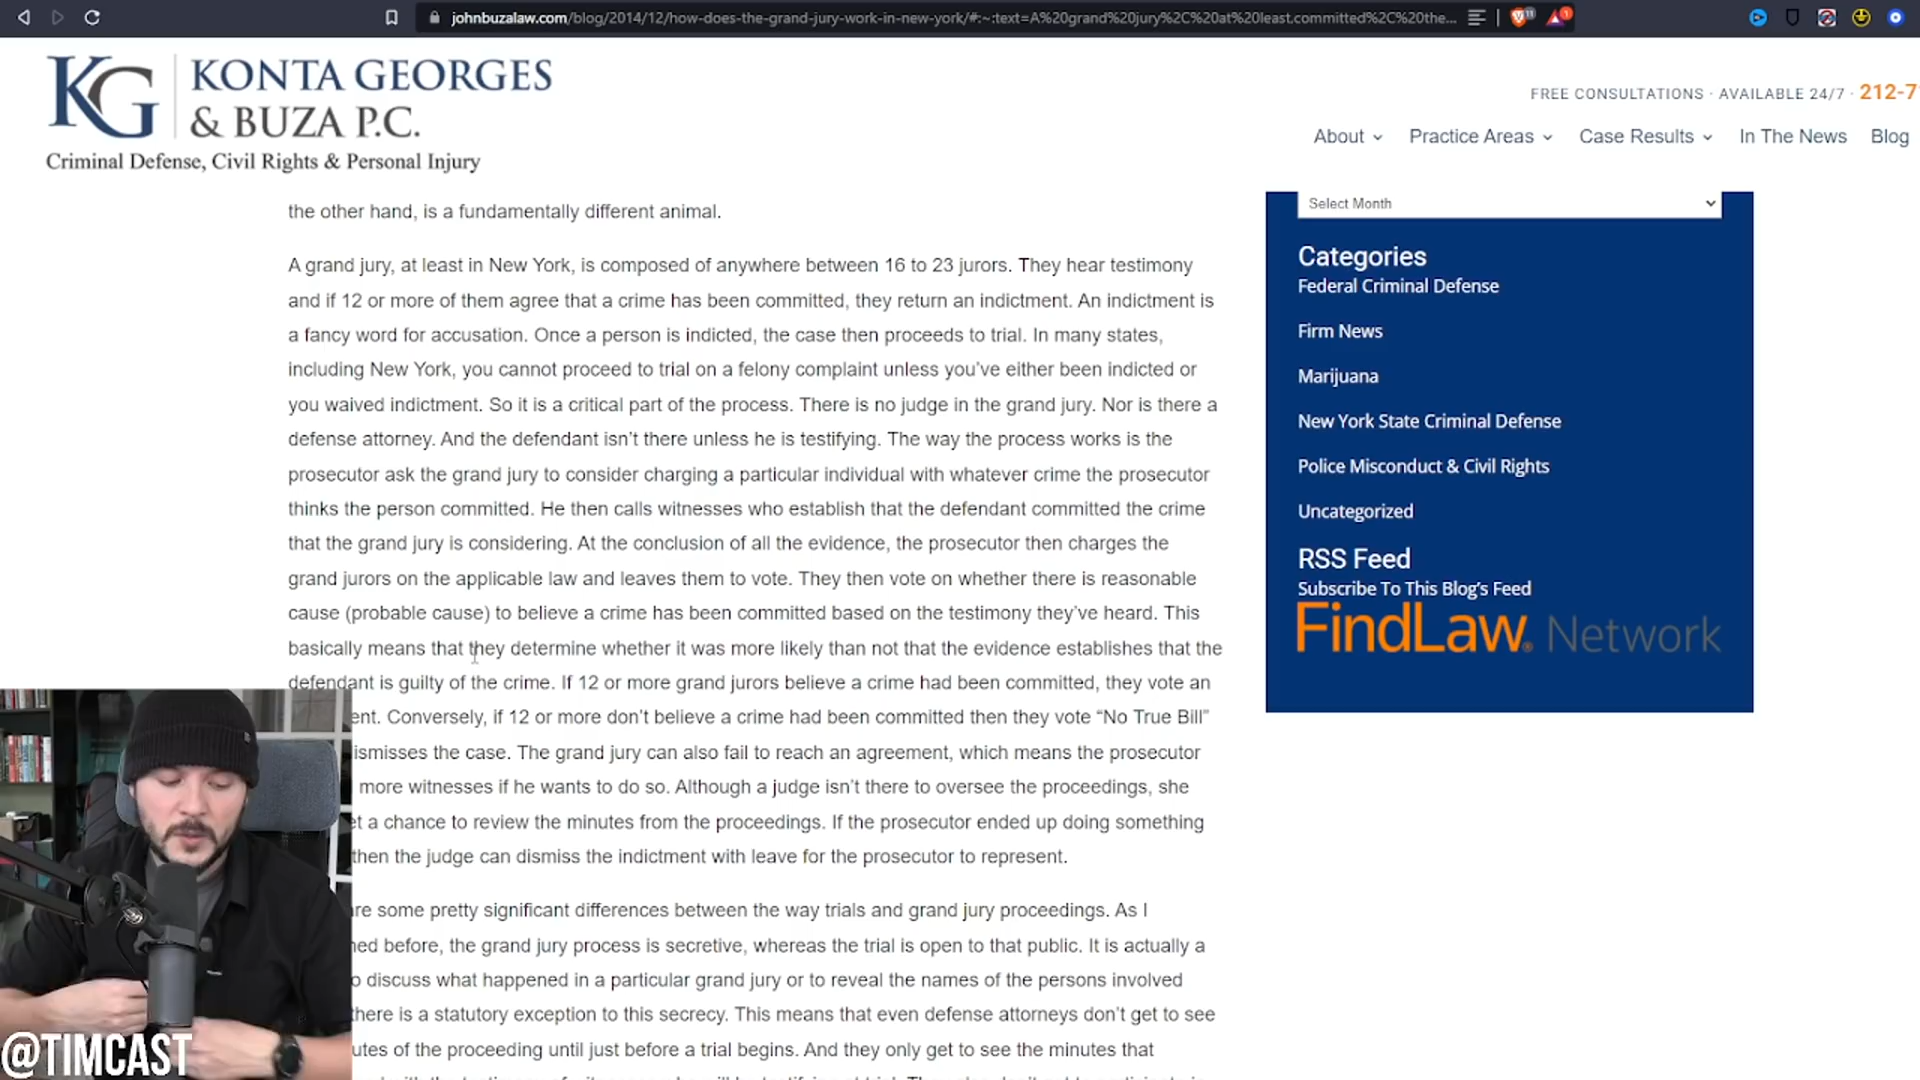 johnbuzalaw.com/blog/2014/12/how-does-the-grand-jury-work-in-new-york/#:~:text=A%20grand%20jury%2C%20at%20least.committed%2C%20the...
KG
KONTA GEORGES
& BUZA P.C.
Criminal Defense, Civil Rights & Personal Injury
FREE CONSULTATIONS · AVAILABLE 24/7 · 212-7
About
Practice Areas
Case Results
In The News
Blog
the other hand, is a fundamentally different animal.
A grand jury, at least in New York, is composed of anywhere between 16 to 23 jurors. They hear testimony
and if 12 or more of them agree that a crime has been committed, they return an indictment. An indictment is
a fancy word for accusation. Once a person is indicted, the case then proceeds to trial. In many states,
including New York, you cannot proceed to trial on a felony complaint unless you've either been indicted or
you waived indictment. So it is a critical part of the process. There is no judge in the grand jury. Nor is there a
defense attorney. And the defendant isn't there unless he is testifying. The way the process works is the
prosecutor ask the grand jury to consider charging a particular individual with whatever crime the prosecutor
thinks the person committed. He then calls witnesses who establish that the defendant committed the crime
that the grand jury is considering. At the conclusion of all the evidence, the prosecutor then charges the
grand jurors on the applicable law and leaves them to vote. They then vote on whether there is reasonable
cause (probable cause) to believe a crime has been committed based on the testimony they've heard. This
basically means that they determine whether it was more likely than not that the evidence establishes that the
defendant is guilty of the crime. If 12 or more grand jurors believe a crime had been committed, they vote an
ent. Conversely, if 12 or more don't believe a crime had been committed then they vote “No True Bill”
ismisses the case. The grand jury can also fail to reach an agreement, which means the prosecutor
more witnesses if he wants to do so. Although a judge isn't there to oversee the proceedings, she
et a chance to review the minutes from the proceedings. If the prosecutor ended up doing something
then the judge can dismiss the indictment with leave for the prosecutor to represent.
re some pretty significant differences between the way trials and grand jury proceedings. As I
ned before, the grand jury process is secretive, whereas the trial is open to that public. It is actually a
o discuss what happened in a particular grand jury or to reveal the names of the persons involved
here is a statutory exception to this secrecy. This means that even defense attorneys don't get to see
utes of the proceeding until just before a trial begins. And they only get to see the minutes that
Select Month
Categories
Federal Criminal Defense
Firm News
Marijuana
New York State Criminal Defense
Police Misconduct & Civil Rights
Uncategorized
RSS Feed
Subscribe To This Blog's Feed
FindLaw® Network
@TIMCAST